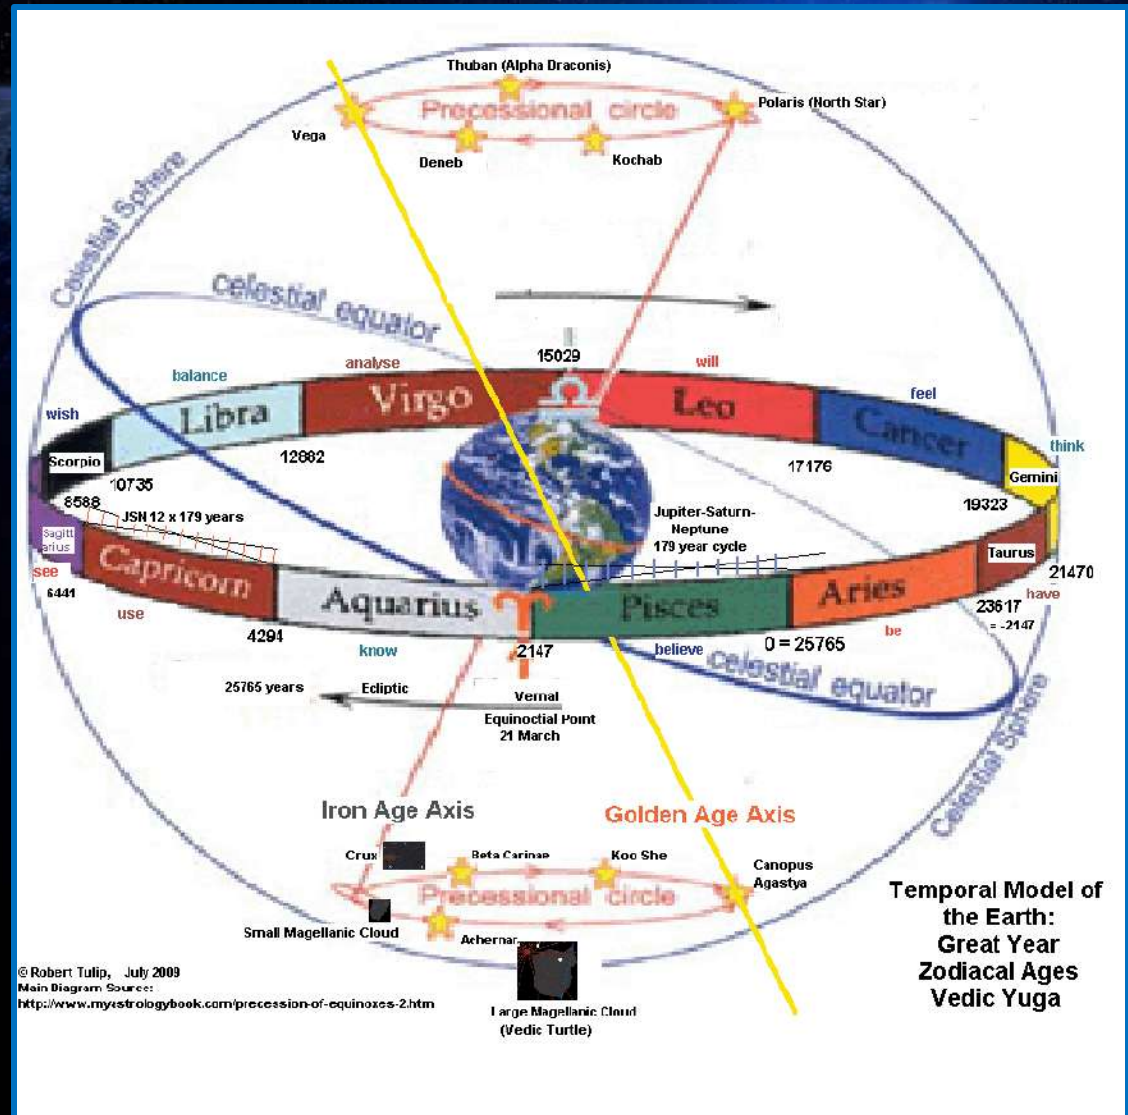 Thuban (Alpha Draconis)
Precessional circle
Polaris (North Star)
Vega
Deneb
Kochab
Celestial Sphere
celestial equator
15029
balance
analyse
will
feel
wish
think
Libra
Virgo
Leo
Cancer
Gemini
Scorpio
12882
17176
10735
19323
8588
JSN 12 x 179 years
Jupiter-Saturn-
Neptune
179 year cycle
Sagitt
arius
Capricorn
Aquarius
Pisces
Aries
Taurus
21470
see
6441
use
4294
know
2147
believe
0 = 25765
be
23617
= -2147
have
celestial equator
25765 years
Ecliptic
Vernal
Equinoctial Point
21 March
Celestial Sphere
Iron Age Axis
Golden Age Axis
Crux
Beta Carinae
Koo She
Canopus
Agastya
Precessional circle
Small Magellanic Cloud
Achernar
Large Magellanic Cloud
(Vedic Turtle)
Temporal Model of
the Earth:
Great Year
Zodiacal Ages
Vedic Yuga
© Robert Tulip, July 2009
Main Diagram Source:
http://www.myastrologybook.com/precession-of-equinoxes-2.htm